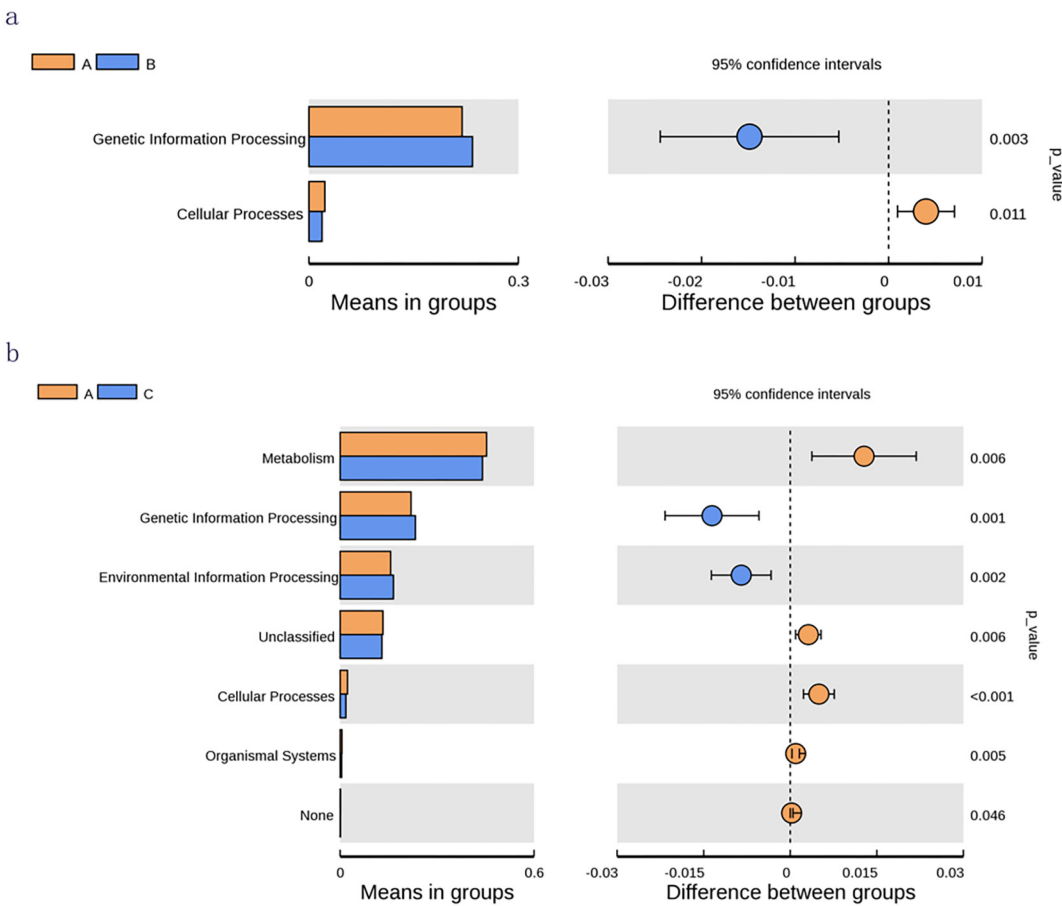 a
A B
95% confidence intervals
Genetic Information Processing
0.003
Cellular Processes
0.011
p_value
0 0.3
-0.03 -0.02 -0.01 0 0.01
Means in groups
Difference between groups
b
A C
95% confidence intervals
Metabolism
0.006
Genetic Information Processing
0.001
Environmental Information Processing
0.002
Unclassified
0.006
p_value
Cellular Processes
<0.001
Organismal Systems
0.005
None
0.046
0 0.6
-0.03 -0.015 0 0.015 0.03
Means in groups
Difference between groups